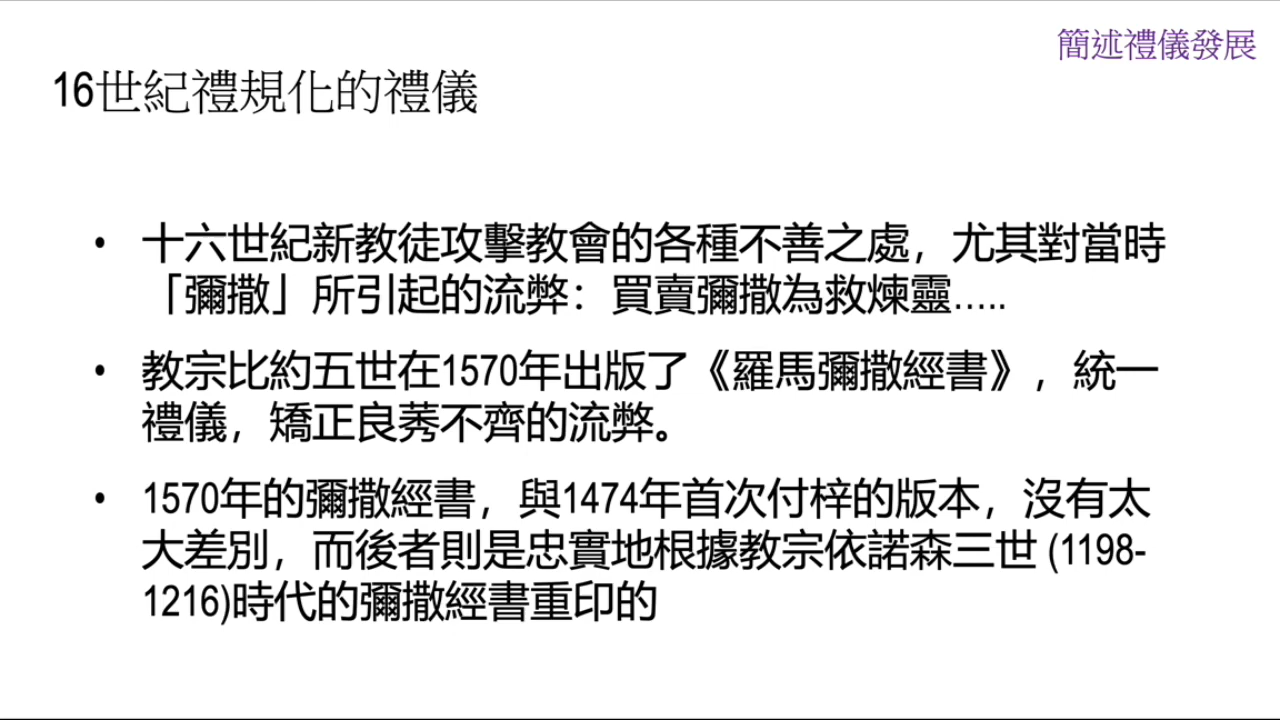 簡述禮儀發展
16世紀禮規化的禮儀
• 十六世紀新教徒攻擊教會的各種不善之處，尤其對當時
「彌撒」所引起的流弊：買賣彌撒為救煉靈.....
• 教宗比約五世在1570年出版了《羅馬彌撒經書》，統一
禮儀，矯正良莠不齊的流弊。
• 1570年的彌撒經書，與1474年首次付梓的版本，沒有太
大差別，而後者則是忠實地根據教宗依諾森三世 (1198-
1216)時代的彌撒經書重印的